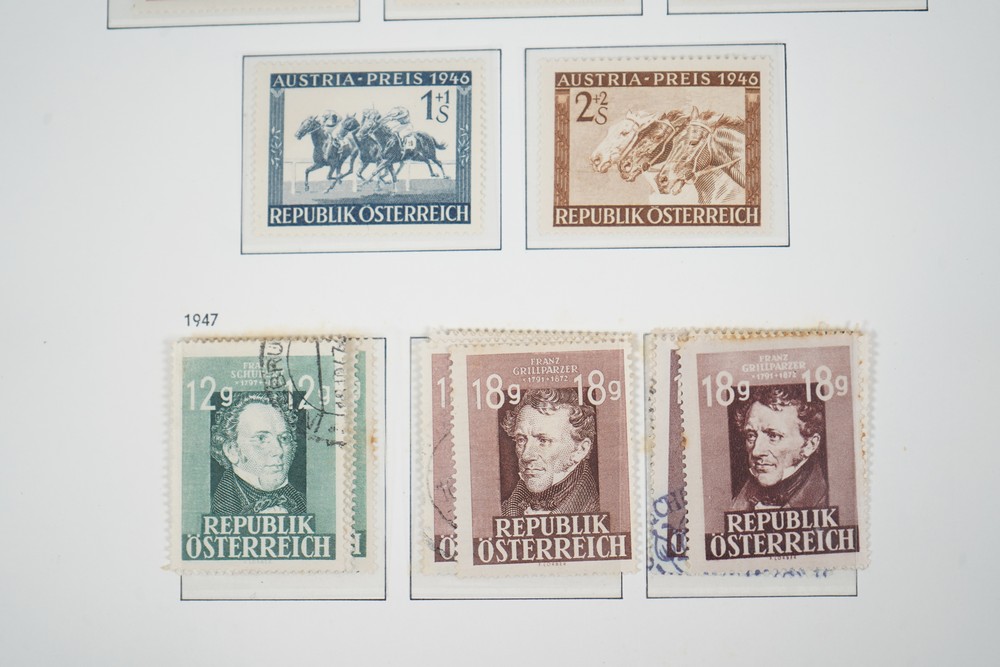 AUSTRIA-PREIS 1946
1+1 S
REPUBLIK ÖSTERREICH
AUSTRIA-PREIS 1946
2+2 S
REPUBLIK ÖSTERREICH
1947
FRANZ
12g 12g
REPUBLIK
ÖSTERREICH
FRANZ
GRILLPARZER
1791 · 1872
18g 18g
REPUBLIK
ÖSTERREICH
FRANZ
GRILLPARZER
1791 · 1872
18g 18g
REPUBLIK
ÖSTERREICH